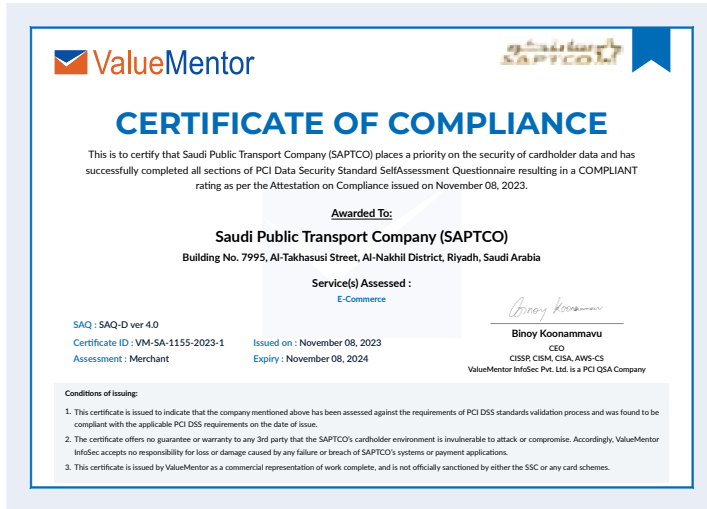 ValueMentor
SAPTCO
CERTIFICATE OF COMPLIANCE
This is to certify that Saudi Public Transport Company (SAPTCO) places a priority on the security of cardholder data and has
successfully completed all sections of PCI Data Security Standard SelfAssessment Questionnaire resulting in a COMPLIANT
rating as per the Attestation on Compliance issued on November 08, 2023.
Awarded To:
Saudi Public Transport Company (SAPTCO)
Building No. 7995, Al-Takhasusi Street, Al-Nakhil District, Riyadh, Saudi Arabia
Service(s) Assessed :
E-Commerce
Binoy Koonammavu
SAQ : SAQ-D ver 4.0
Certificate ID : VM-SA-1155-2023-1
Assessment : Merchant
Issued on : November 08, 2023
Expiry : November 08, 2024
CEO
CISSP, CISM, CISA, AWS-CS
ValueMentor InfoSec Pvt. Ltd. is a PCI QSA Company
Conditions of issuing:
1. This certificate is issued to indicate that the company mentioned above has been assessed against the requirements of PCI DSS standards validation process and was found to be
compliant with the applicable PCI DSS requirements on the date of issue.
2. The certificate offers no guarantee or warranty to any 3rd party that the SAPTCO's cardholder environment is invulnerable to attack or compromise. Accordingly, ValueMentor
InfoSec accepts no responsibility for loss or damage caused by any failure or breach of SAPTCO's systems or payment applications.
3. This certificate is issued by ValueMentor as a commercial representation of work complete, and is not officially sanctioned by either the SSC or any card schemes.